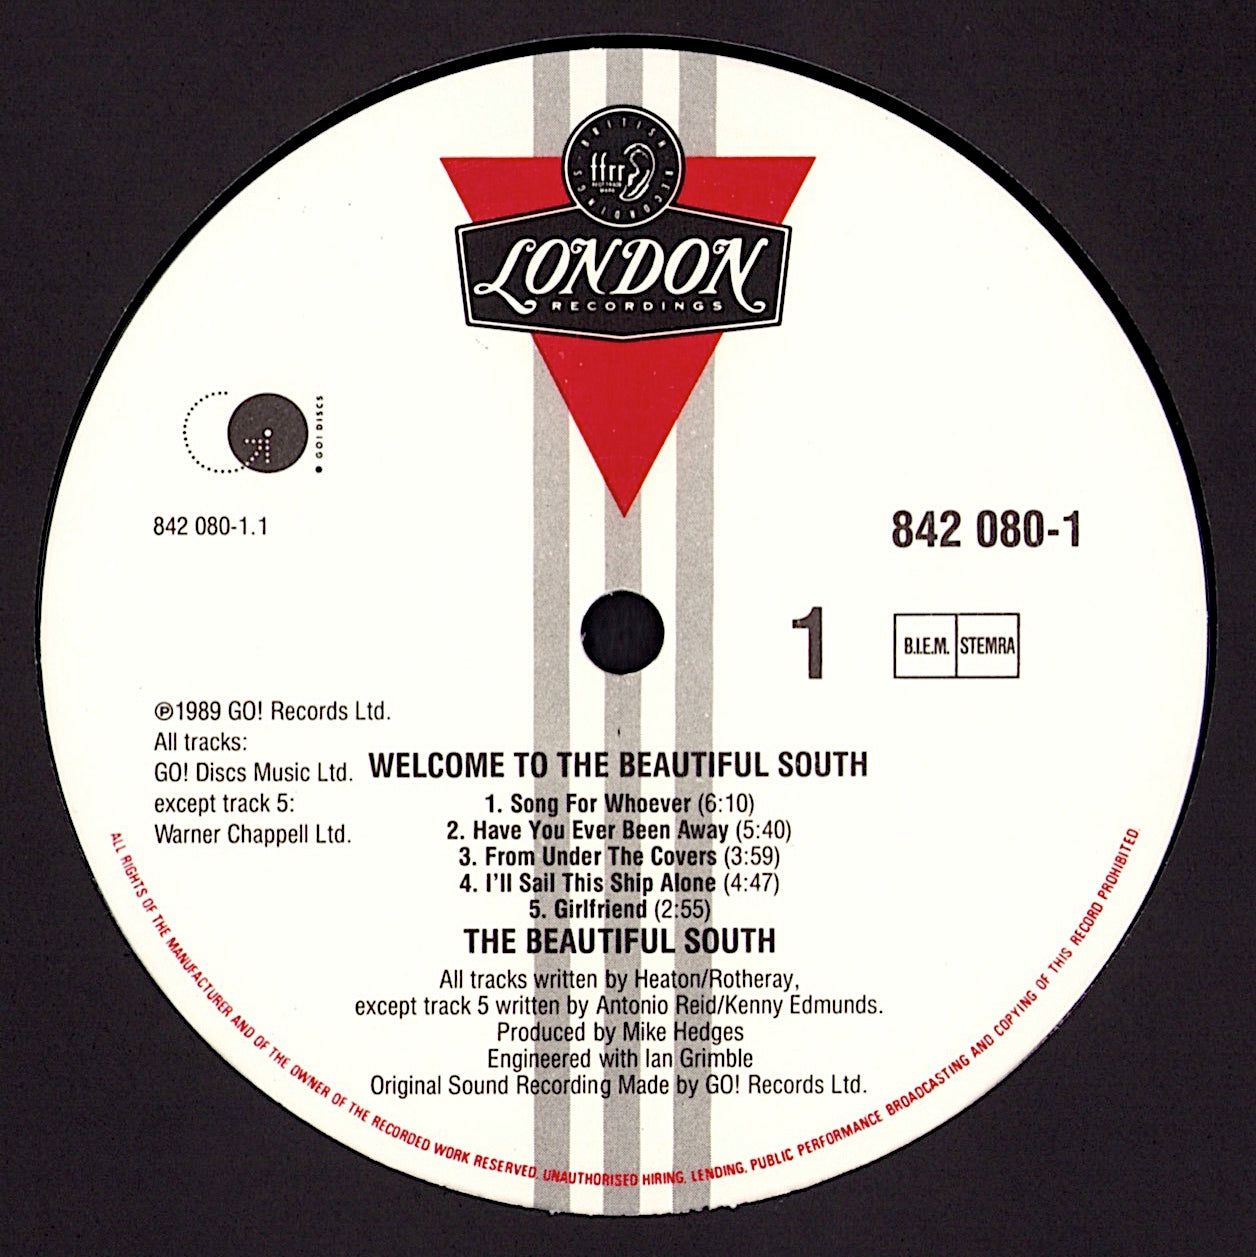 BRITISH RECORDINGS
ffrr
LONDON
RECORDINGS
GO! DISCS
842 080-1.1
842 080-1
1
B.I.E.M. STEMRA
℗1989 GO! Records Ltd.
All tracks:
GO! Discs Music Ltd.
except track 5:
Warner Chappell Ltd.
WELCOME TO THE BEAUTIFUL SOUTH
1. Song For Whoever (6:10)
2. Have You Ever Been Away (5:40)
3. From Under The Covers (3:59)
4. I'll Sail This Ship Alone (4:47)
5. Girlfriend (2:55)
THE BEAUTIFUL SOUTH
All tracks written by Heaton/Rotheray,
except track 5 written by Antonio Reid/Kenny Edmunds.
Produced by Mike Hedges
Engineered with Ian Grimble
Original Sound Recording Made by GO! Records Ltd.
ALL RIGHTS OF THE MANUFACTURER AND OF THE OWNER OF THE RECORDED WORK RESERVED. UNAUTHORISED HIRING, LENDING, PUBLIC PERFORMANCE BROADCASTING AND COPYING OF THIS RECORD PROHIBITED.